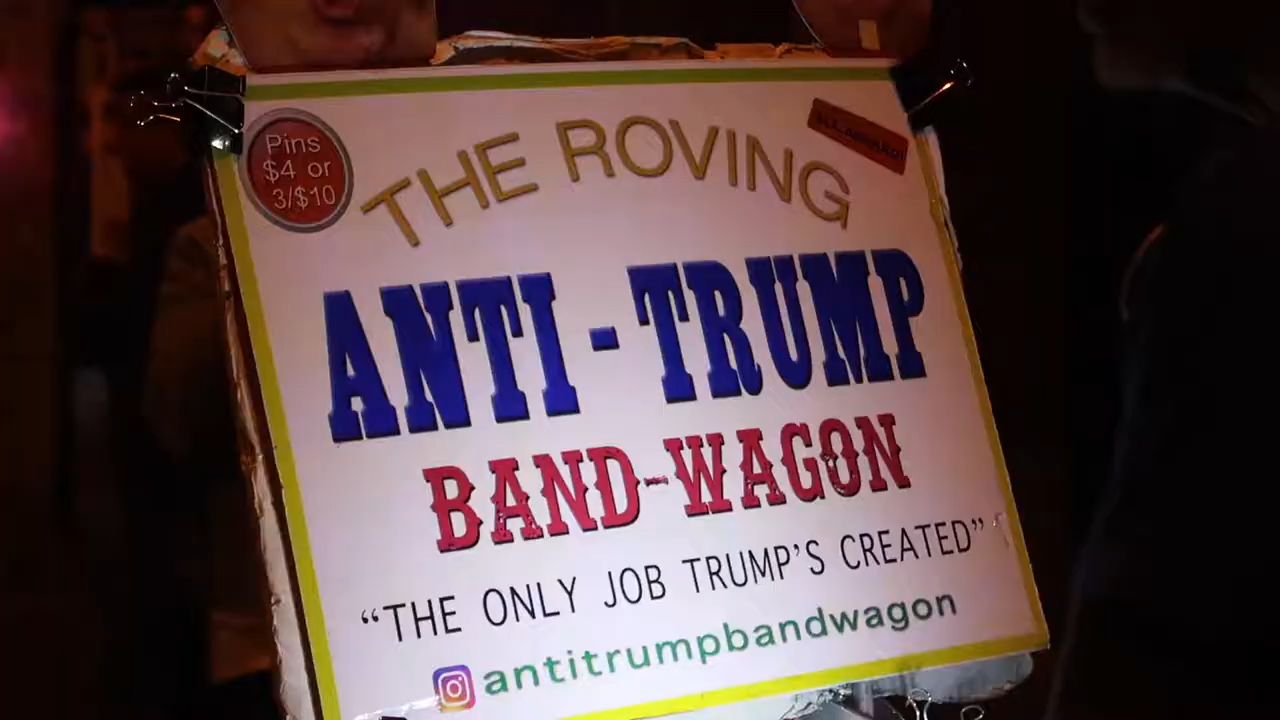 Pins
$4 or
3/$10
THE ROVING
ANTI-TRUMP
BAND-WAGON
“THE ONLY JOB TRUMP’S CREATED”
antitrumpbandwagon